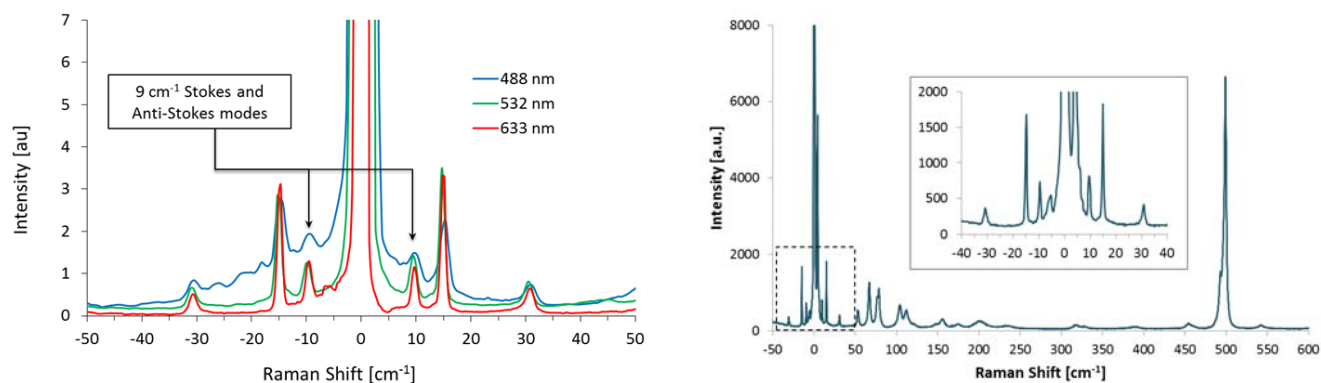 7
6
5
4
3
2
1
0
Intensity [au]
9 cm⁻¹ Stokes and
Anti-Stokes modes
488 nm
532 nm
633 nm
-50 -40 -30 -20 -10 0 10 20 30 40 50
Raman Shift [cm⁻¹]
8000
6000
4000
2000
0
Intensity [a.u.]
2000
1500
1000
500
0
-40 -30 -20 -10 0 10 20 30 40
-50 0 50 100 150 200 250 300 350 400 450 500 550 600
Raman Shift [cm⁻¹]